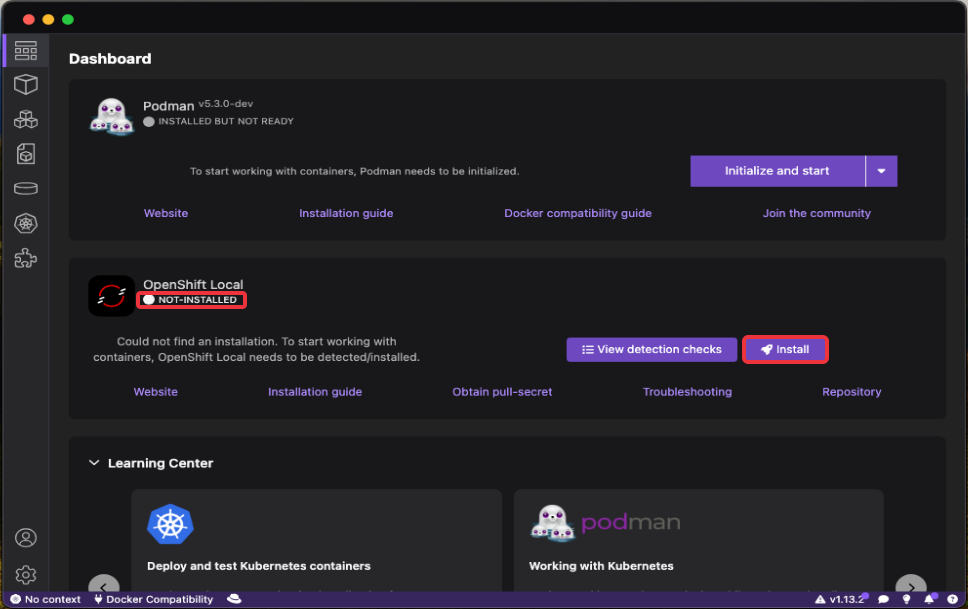 Dashboard
Podman v5.3.0-dev
INSTALLED BUT NOT READY
To start working with containers, Podman needs to be initialized.
Initialize and start
Website
Installation guide
Docker compatibility guide
Join the community
OpenShift Local
NOT-INSTALLED
Could not find an installation. To start working with
containers, OpenShift Local needs to be detected/installed.
View detection checks
Install
Website
Installation guide
Obtain pull-secret
Troubleshooting
Repository
Learning Center
podman
Deploy and test Kubernetes containers
Working with Kubernetes
No context
Docker Compatibility
v1.13.2